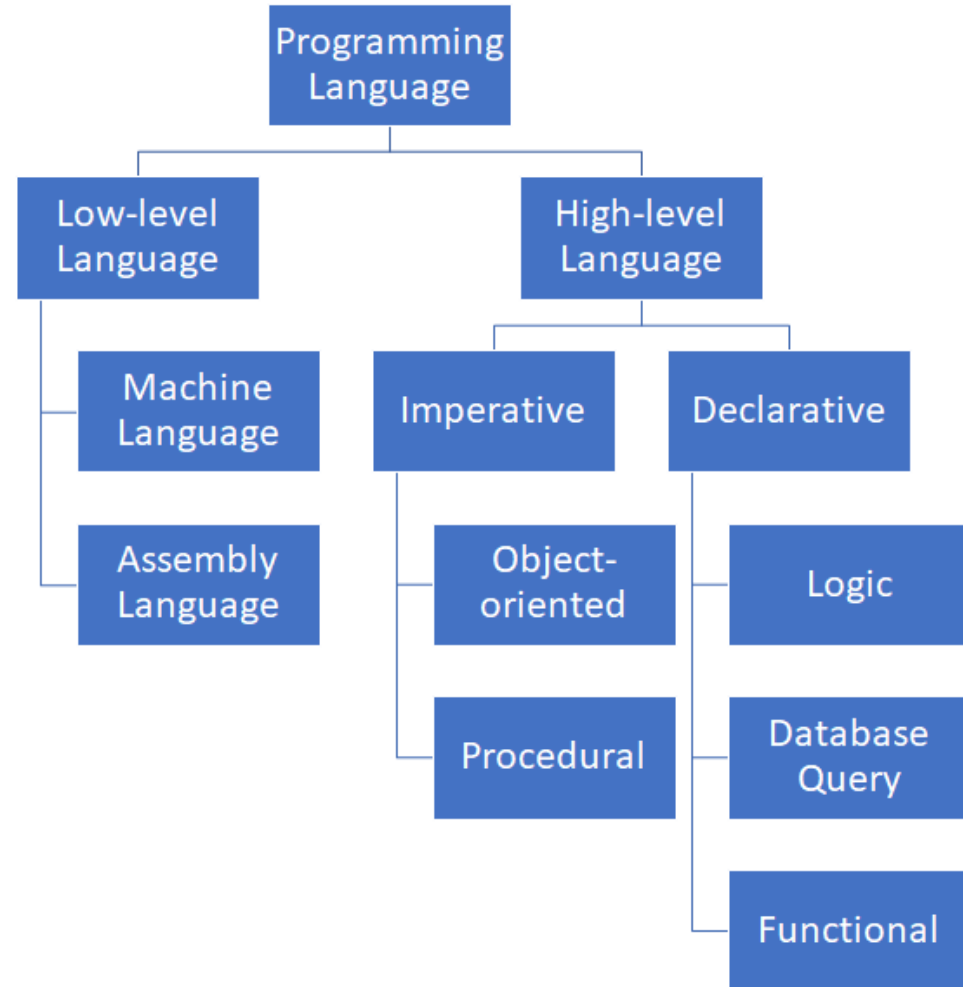 Programming
Language
Low-level
Language
High-level
Language
Machine
Language
Imperative
Declarative
Assembly
Language
Object-
oriented
Logic
Procedural
Database
Query
Functional